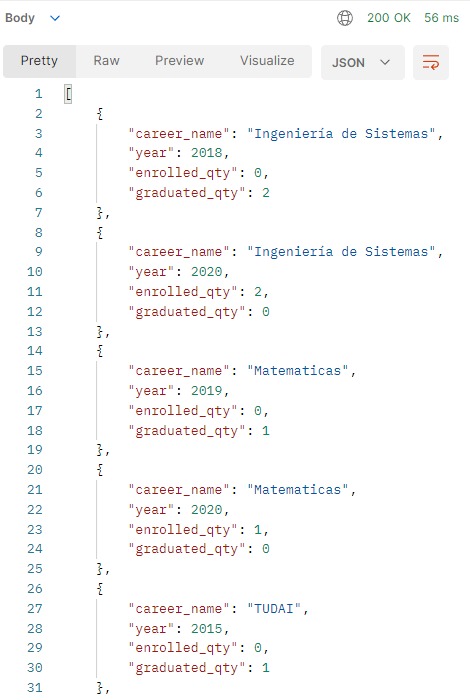 Body 200 OK 56 ms
Pretty Raw Preview Visualize JSON
1 [
2 {
3 "career_name": "Ingeniería de Sistemas",
4 "year": 2018,
5 "enrolled_qty": 0,
6 "graduated_qty": 2
7 },
8 {
9 "career_name": "Ingeniería de Sistemas",
10 "year": 2020,
11 "enrolled_qty": 2,
12 "graduated_qty": 0
13 },
14 {
15 "career_name": "Matematicas",
16 "year": 2019,
17 "enrolled_qty": 0,
18 "graduated_qty": 1
19 },
20 {
21 "career_name": "Matematicas",
22 "year": 2020,
23 "enrolled_qty": 1,
24 "graduated_qty": 0
25 },
26 {
27 "career_name": "TUDAI",
28 "year": 2015,
29 "enrolled_qty": 0,
30 "graduated_qty": 1
31 },